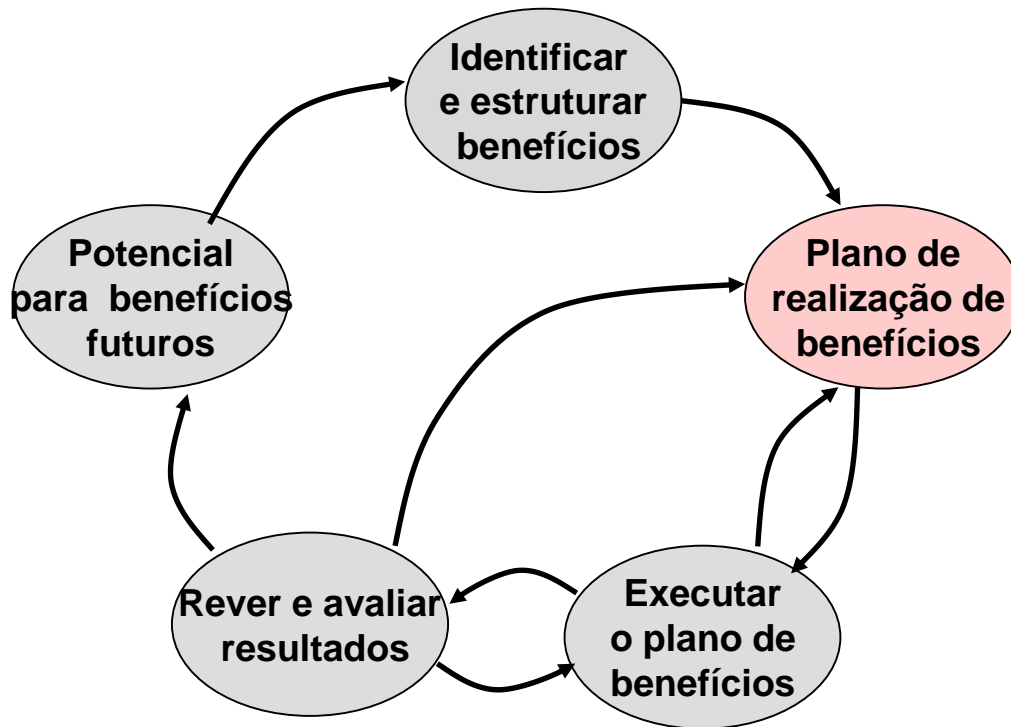 Identificar
e estruturar
benefícios
Potencial
para benefícios
futuros
Plano de
realização de
benefícios
Rever e avaliar
resultados
Executar
o plano de
benefícios